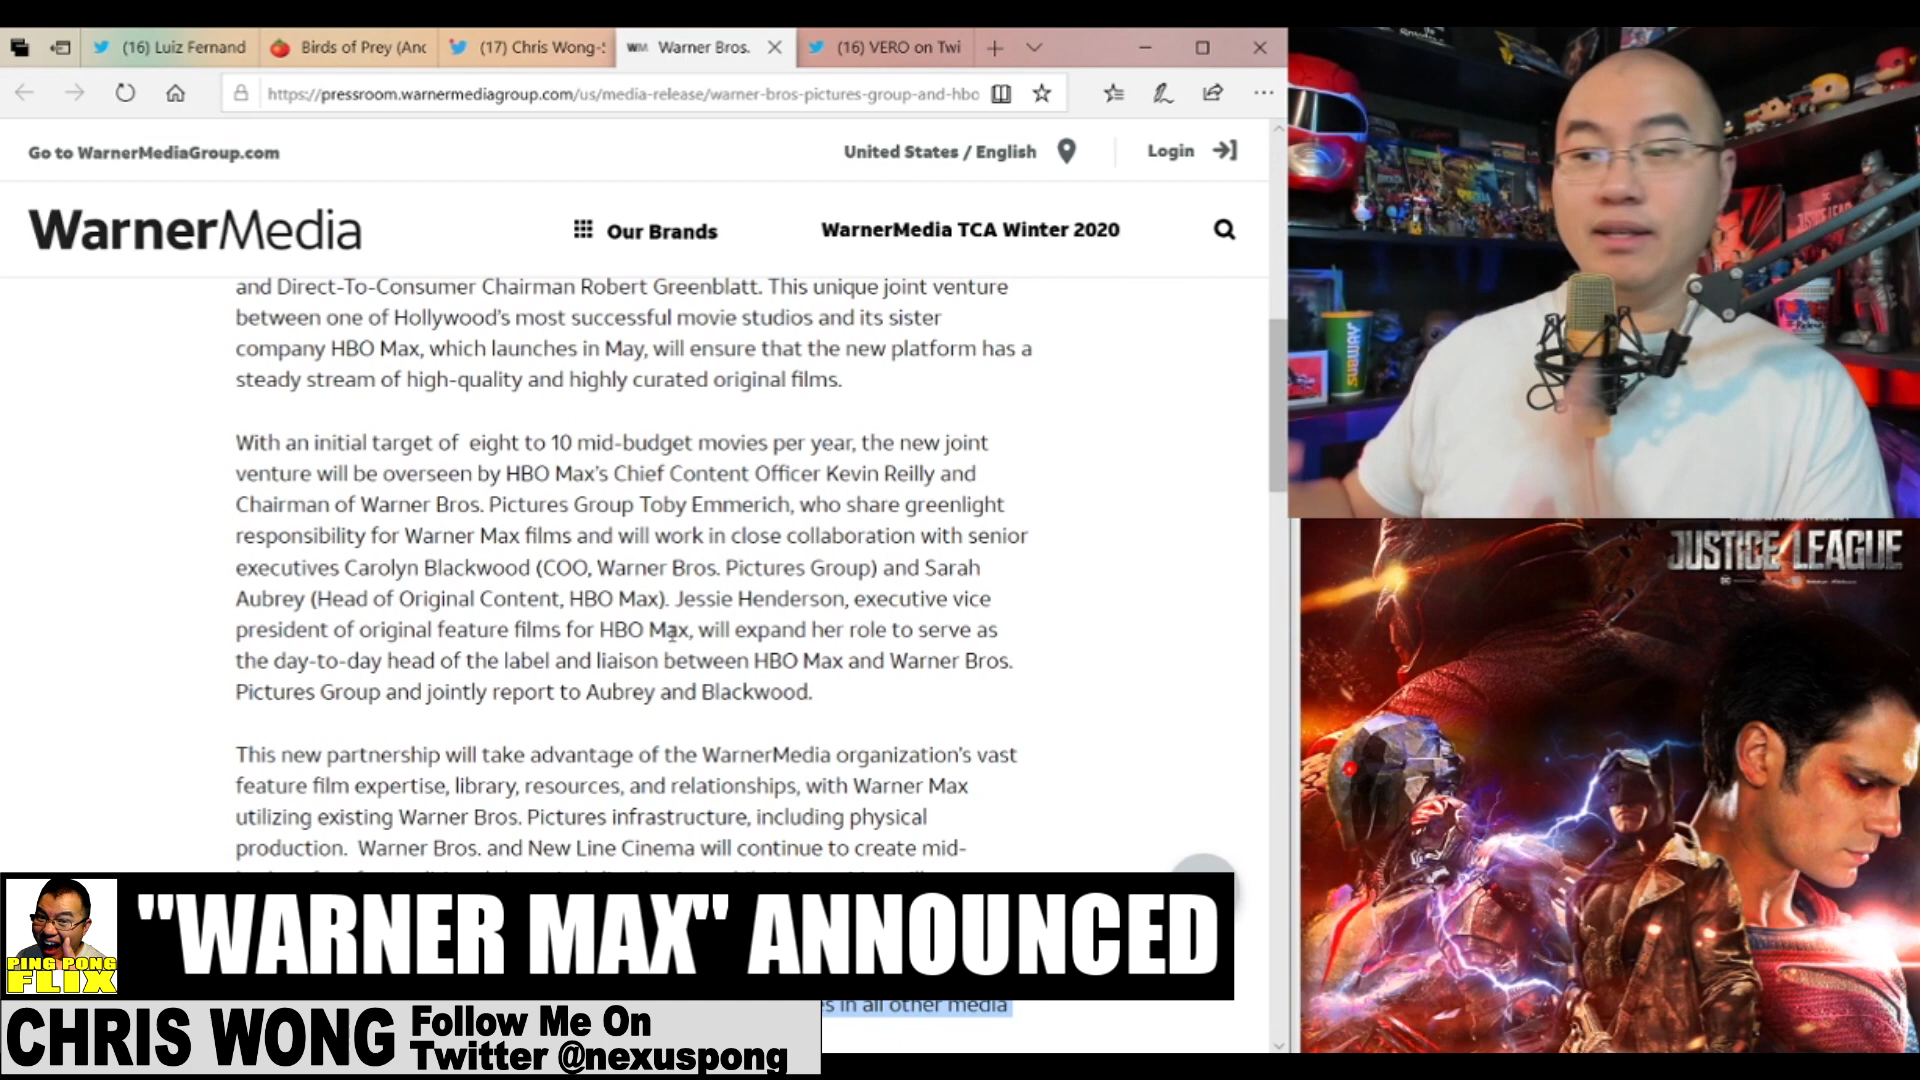 (16) Luiz Fernand
Birds of Prey (And
(17) Chris Wong-S
WM Warner Bros.
(16) VERO on Twi
https://pressroom.warnermediagroup.com/us/media-release/warner-bros-pictures-group-and-hbo
Go to WarnerMediaGroup.com
United States / English
Login
WarnerMedia
Our Brands
WarnerMedia TCA Winter 2020
and Direct-To-Consumer Chairman Robert Greenblatt. This unique joint venture
between one of Hollywood's most successful movie studios and its sister
company HBO Max, which launches in May, will ensure that the new platform has a
steady stream of high-quality and highly curated original films.
With an initial target of eight to 10 mid-budget movies per year, the new joint
venture will be overseen by HBO Max's Chief Content Officer Kevin Reilly and
Chairman of Warner Bros. Pictures Group Toby Emmerich, who share greenlight
responsibility for Warner Max films and will work in close collaboration with senior
executives Carolyn Blackwood (COO, Warner Bros. Pictures Group) and Sarah
Aubrey (Head of Original Content, HBO Max). Jessie Henderson, executive vice
president of original feature films for HBO Max, will expand her role to serve as
the day-to-day head of the label and liaison between HBO Max and Warner Bros.
Pictures Group and jointly report to Aubrey and Blackwood.
This new partnership will take advantage of the WarnerMedia organization's vast
feature film expertise, library, resources, and relationships, with Warner Max
utilizing existing Warner Bros. Pictures infrastructure, including physical
production. Warner Bros. and New Line Cinema will continue to create mid-
SUBWAY
JUSTICE LEAGUE
PING PONG
FLIX
"WARNER MAX" ANNOUNCED
in all other media
CHRIS WONG
Follow Me On
Twitter @nexuspong